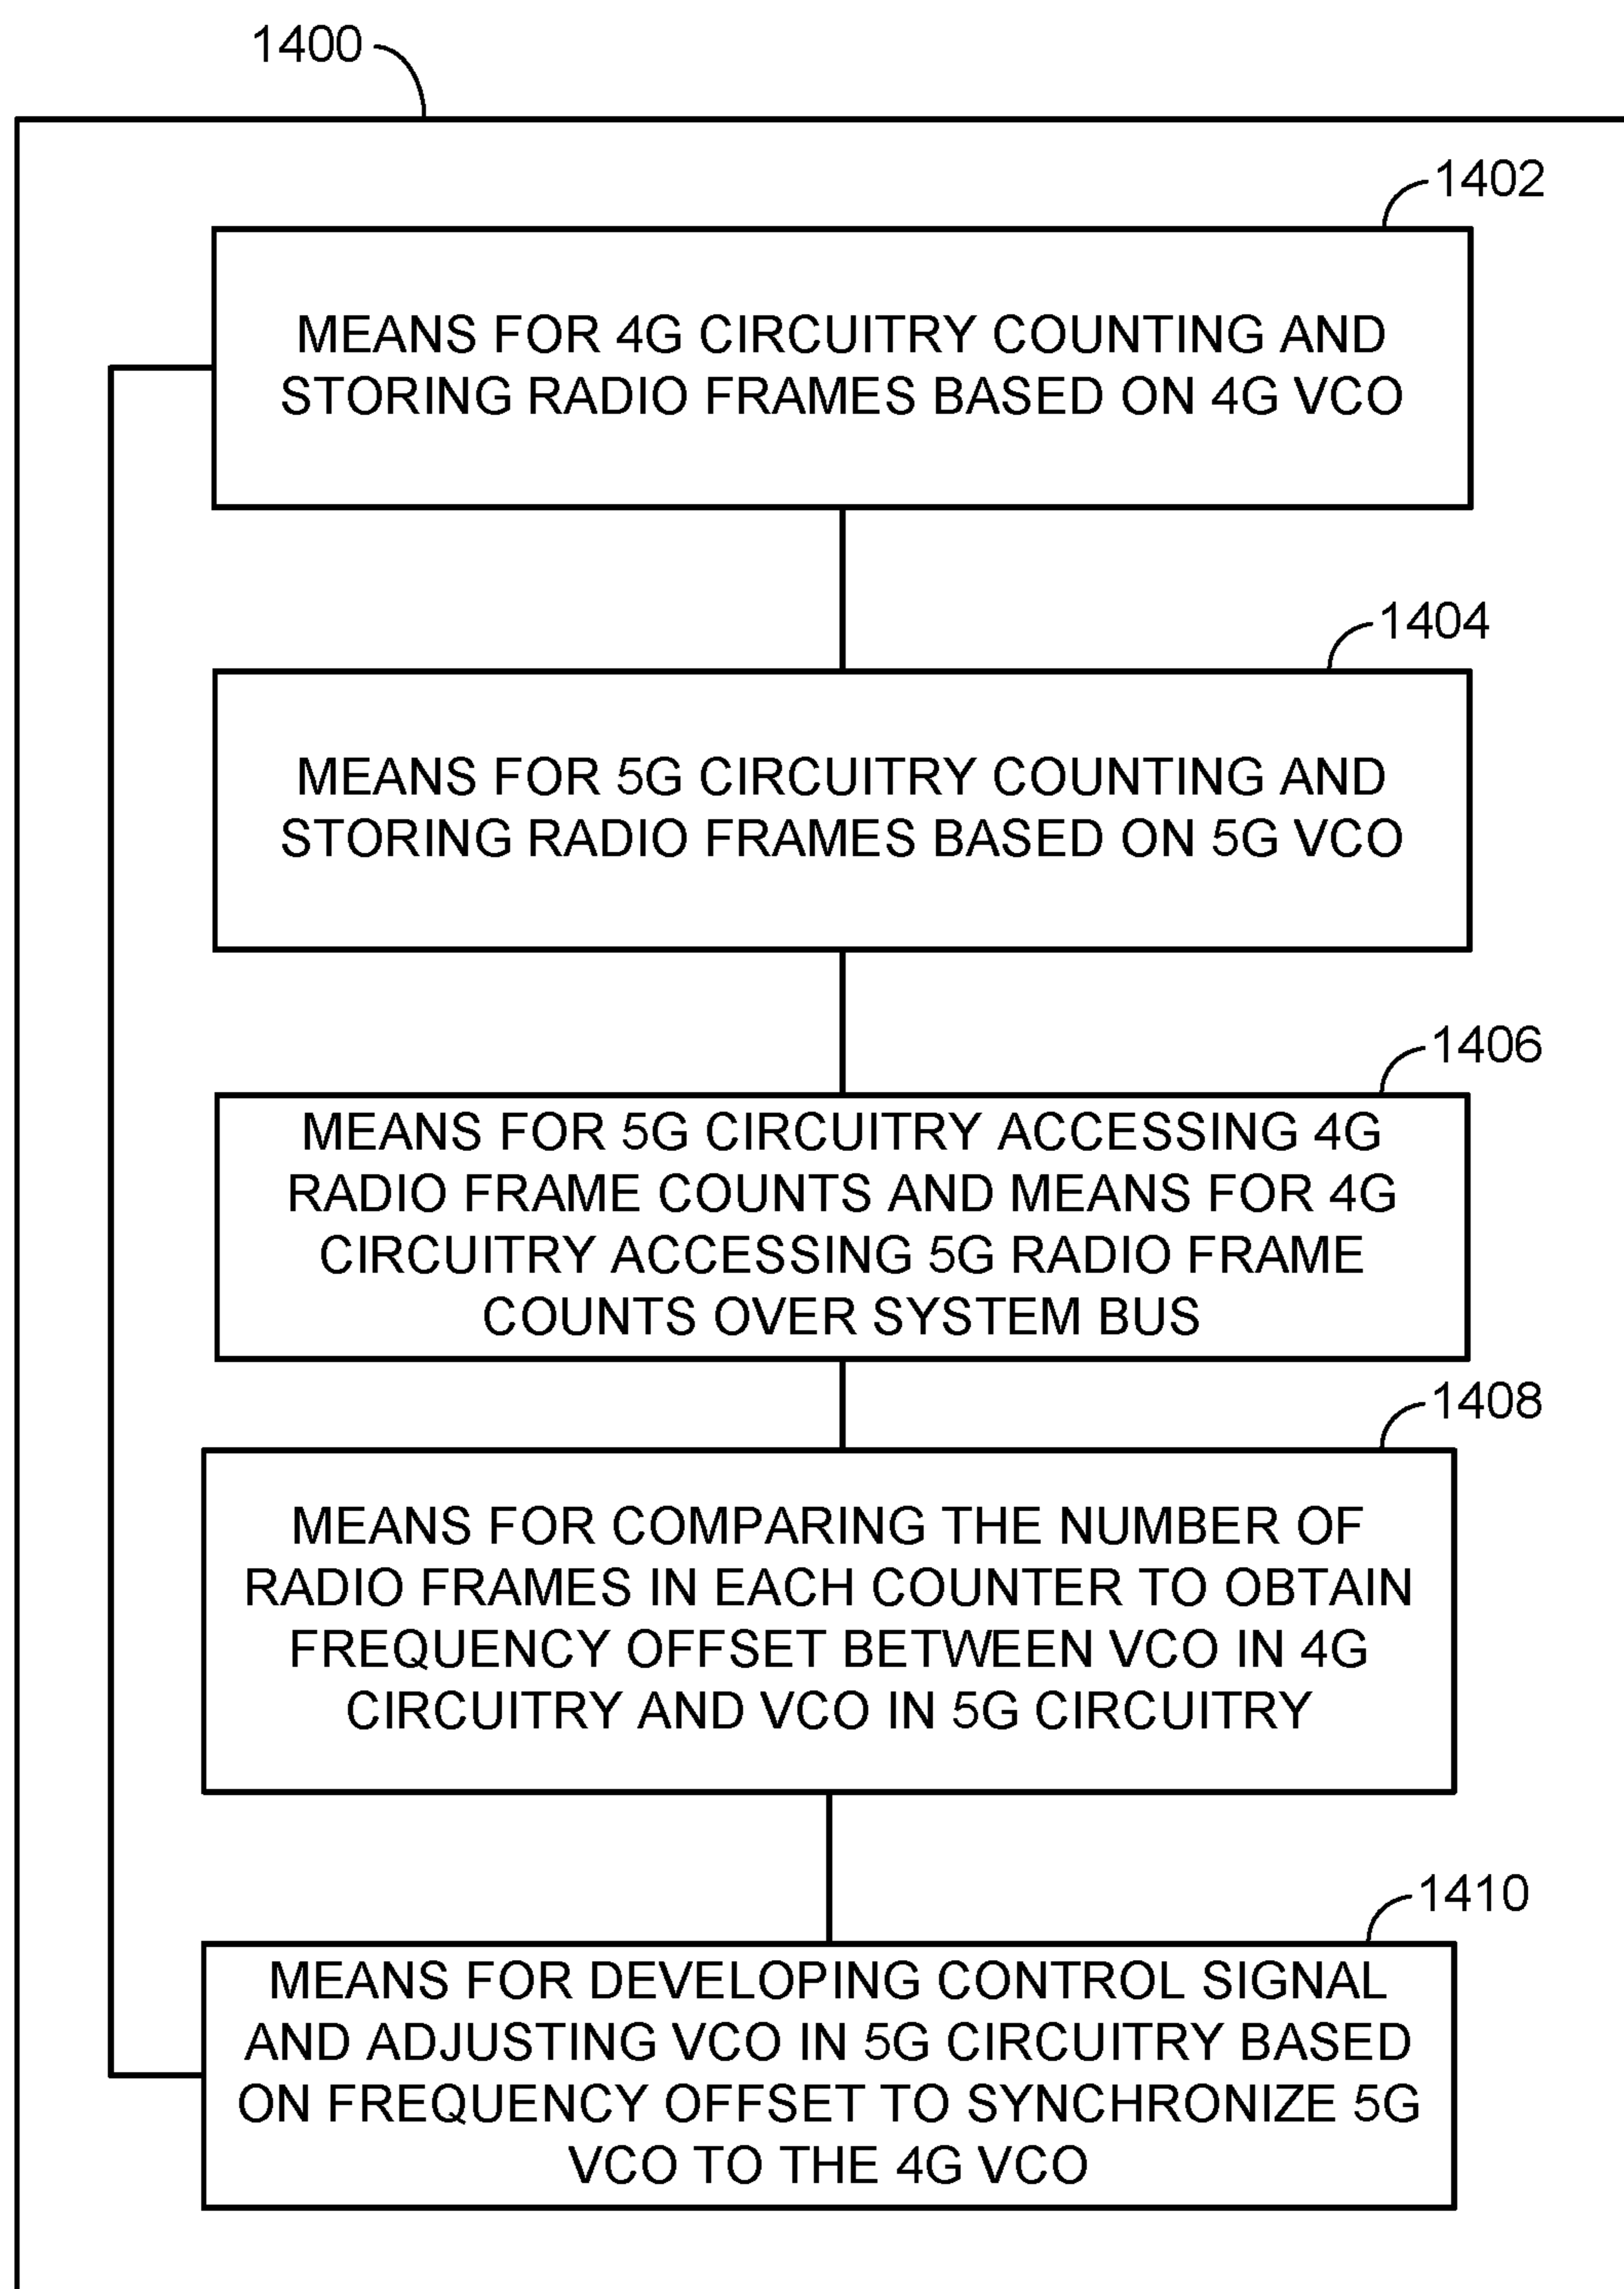 1400
1402
MEANS FOR 4G CIRCUITRY COUNTING AND
STORING RADIO FRAMES BASED ON 4G VCO
1404
MEANS FOR 5G CIRCUITRY COUNTING AND
STORING RADIO FRAMES BASED ON 5G VCO
1406
MEANS FOR 5G CIRCUITRY ACCESSING 4G
RADIO FRAME COUNTS AND MEANS FOR 4G
CIRCUITRY ACCESSING 5G RADIO FRAME
COUNTS OVER SYSTEM BUS
1408
MEANS FOR COMPARING THE NUMBER OF
RADIO FRAMES IN EACH COUNTER TO OBTAIN
FREQUENCY OFFSET BETWEEN VCO IN 4G
CIRCUITRY AND VCO IN 5G CIRCUITRY
1410
MEANS FOR DEVELOPING CONTROL SIGNAL
AND ADJUSTING VCO IN 5G CIRCUITRY BASED
ON FREQUENCY OFFSET TO SYNCHRONIZE 5G
VCO TO THE 4G VCO